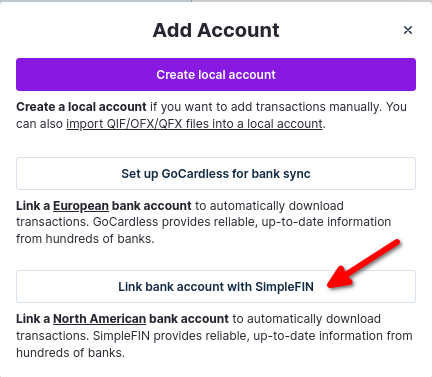 Add Account
Create local account
Create a local account if you want to add transactions manually. You
can also import QIF/OFX/QFX files into a local account.
Set up GoCardless for bank sync
Link a European bank account to automatically download
transactions. GoCardless provides reliable, up-to-date information
from hundreds of banks.
Link bank account with SimpleFIN
Link a North American bank account to automatically download
transactions. SimpleFIN provides reliable, up-to-date information from
hundreds of banks.